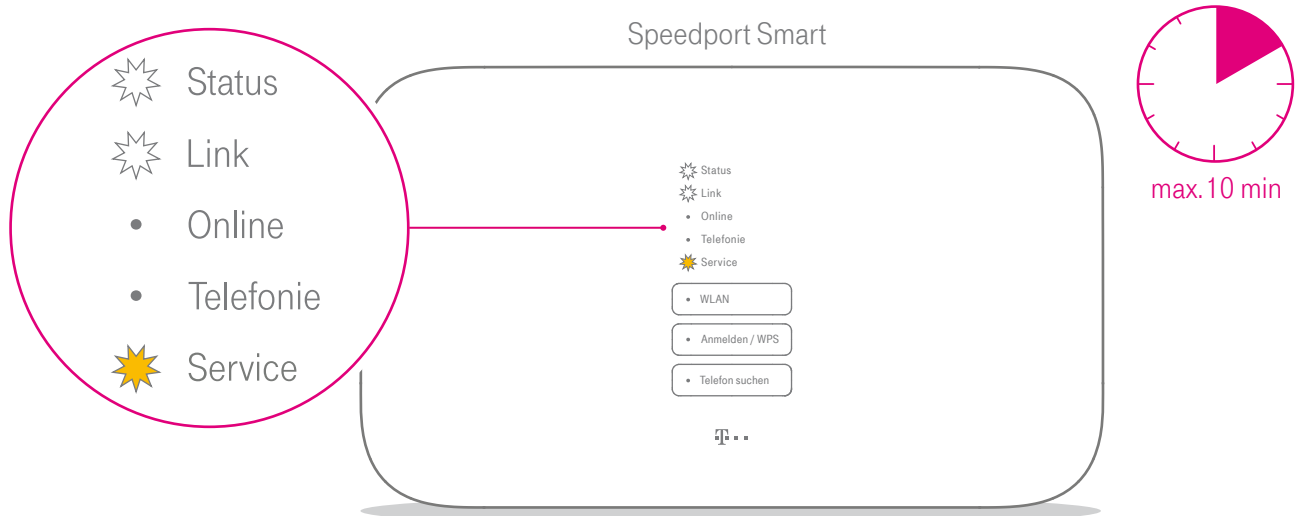 Speedport Smart
Status
Link
Online
Telefonie
Service
max. 10 min
Status
Link
Online
Telefonie
Service
WLAN
Anmelden / WPS
Telefon suchen
T